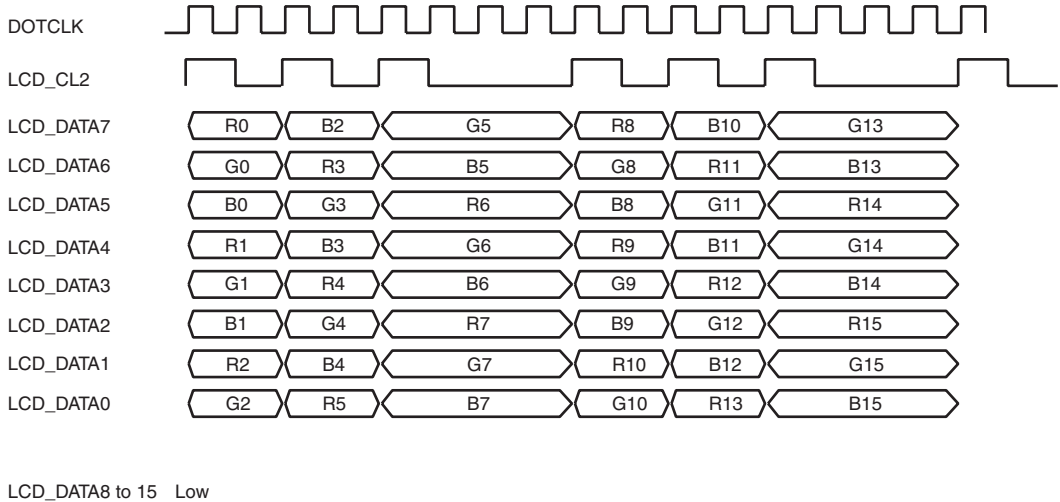 DOTCLK
LCD_CL2
LCD_DATA7 R0 B2 G5 R8 B10 G13
LCD_DATA6 G0 R3 B5 G8 R11 B13
LCD_DATA5 B0 G3 R6 B8 G11 R14
LCD_DATA4 R1 B3 G6 R9 B11 G14
LCD_DATA3 G1 R4 B6 G9 R12 B14
LCD_DATA2 B1 G4 R7 B9 G12 R15
LCD_DATA1 R2 B4 G7 R10 B12 G15
LCD_DATA0 G2 R5 B7 G10 R13 B15
LCD_DATA8 to 15 Low